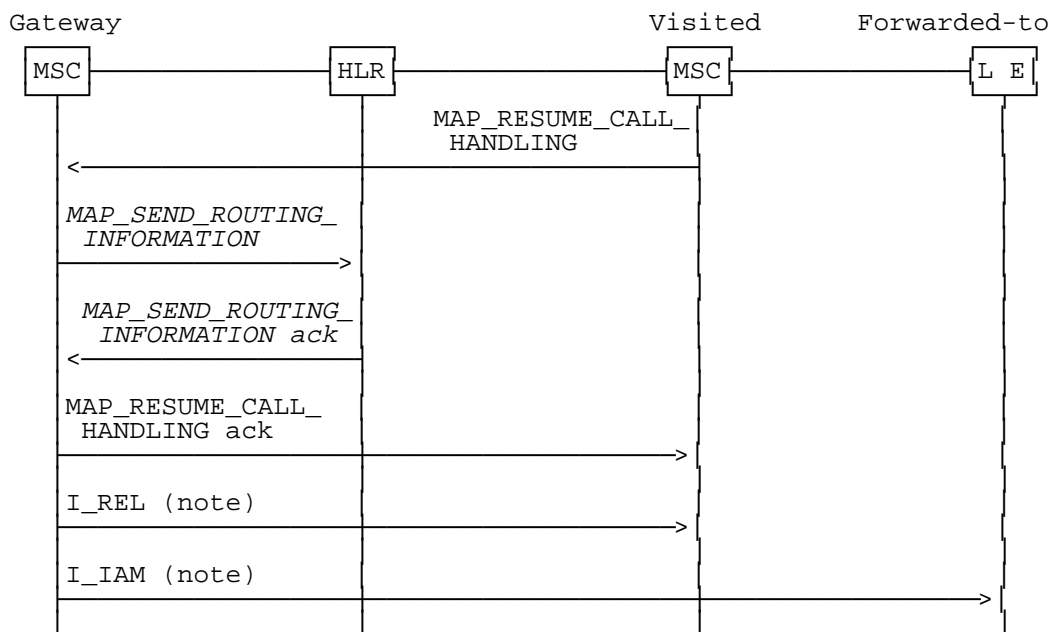 Gateway Visited Forwarded-to
MSC HLR MSC L E
MAP_RESUME_CALL_
HANDLING
MAP_SEND_ROUTING_
INFORMATION
MAP_SEND_ROUTING_
INFORMATION ack
MAP_RESUME_CALL_
HANDLING ack
I_REL (note)
I_IAM (note)